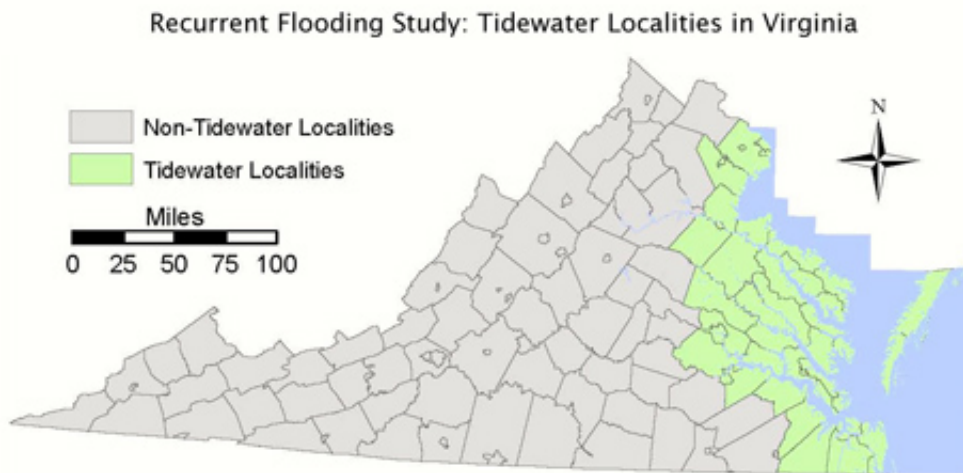 Recurrent Flooding Study: Tidewater Localities in Virginia
N
Non-Tidewater Localities
Tidewater Localities
Miles
0 25 50 75 100